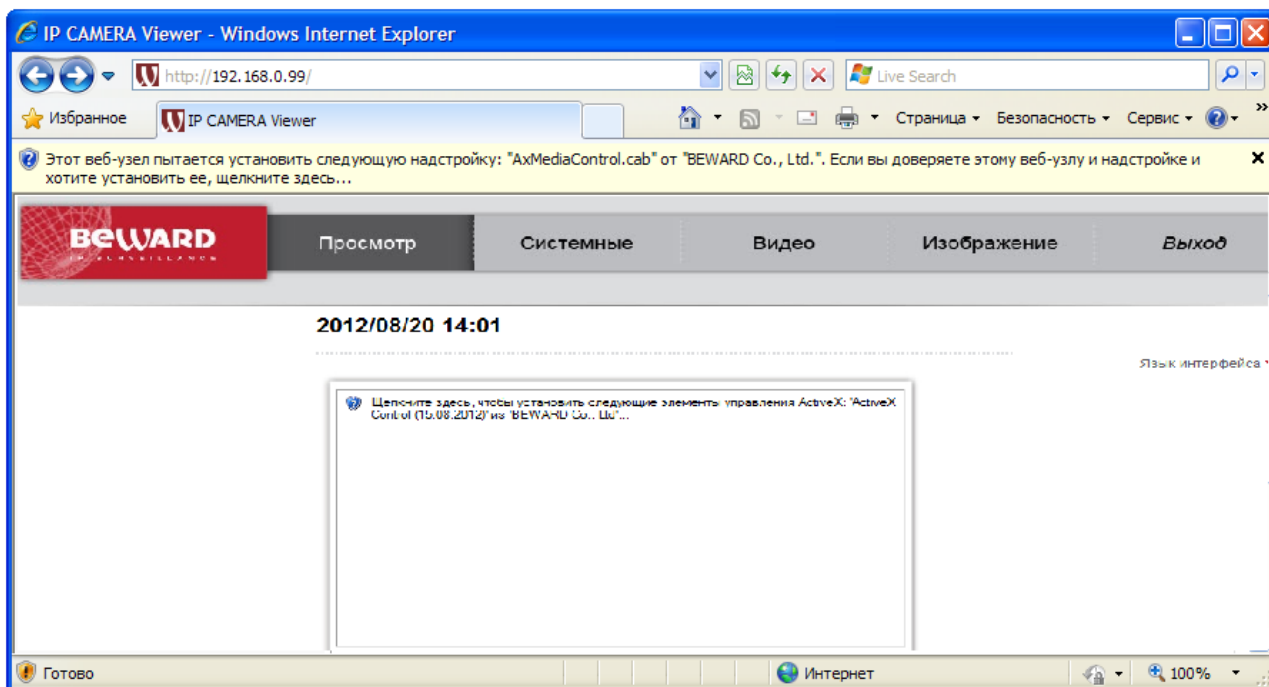 IP CAMERA Viewer - Windows Internet Explorer
http://192.168.0.99/
Live Search
Избранное
IP CAMERA Viewer
Страница
Безопасность
Сервис
Этот веб-узел пытается установить следующую надстройку: "AxMediaControl.cab" от "BEWARD Co., Ltd.". Если вы доверяете этому веб-узлу и надстройке и
хотите установить ее, щелкните здесь...
BEWARD
IP SURVEILLANCE
Просмотр
Системные
Видео
Изображение
Выход
2012/08/20 14:01
Язык интерфейса
Щелкните здесь, чтобы установить следующие элементы управления ActiveX: 'ActiveX
Control (15.08.2012)' из 'BEWARD Co., Ltd'...
Готово
Интернет
100%